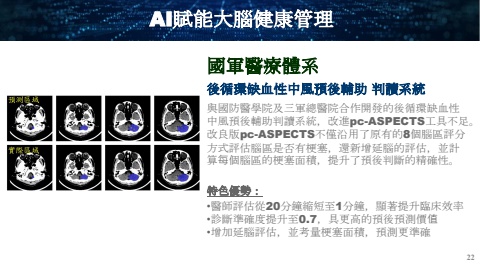 AI賦能大腦健康管理
國軍醫療體系
後循環缺血性中風預後輔助 判讀系統
預測區域
實際區域
與國防醫學院及三軍總醫院合作開發的後循環缺血性
中風預後輔助判讀系統，改進pc-ASPECTS工具不足。
改良版pc-ASPECTS不僅沿用了原有的8個腦區評分
方式評估腦區是否有梗塞，還新增延腦的評估，並計
算每個腦區的梗塞面積，提升了預後判斷的精確性。
特色優勢：
•醫師評估從20分鐘縮短至1分鐘，顯著提升臨床效率
•診斷準確度提升至0.7，具更高的預後預測價值
•增加延腦評估，並考量梗塞面積，預測更準確
22